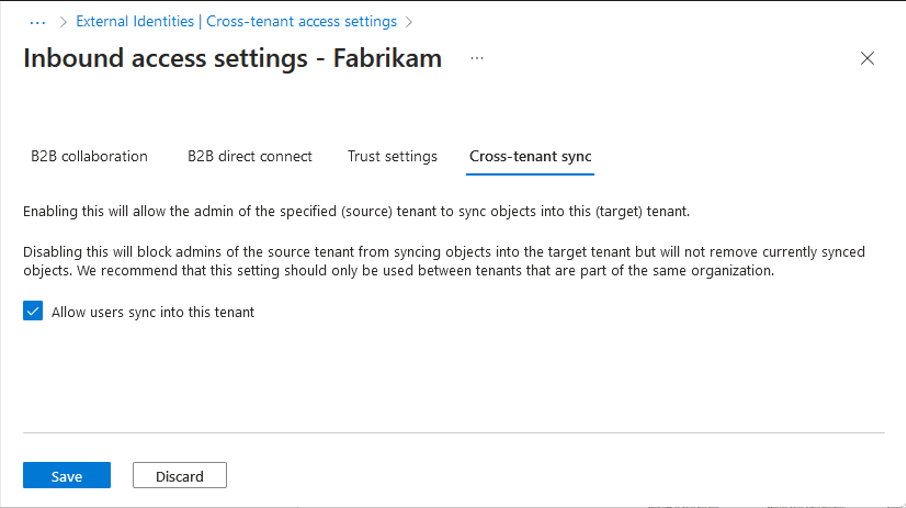 ··· > External Identities | Cross-tenant access settings >
Inbound access settings - Fabrikam ···
B2B collaboration B2B direct connect Trust settings Cross-tenant sync
Enabling this will allow the admin of the specified (source) tenant to sync objects into this (target) tenant.
Disabling this will block admins of the source tenant from syncing objects into the target tenant but will not remove currently synced
objects. We recommend that this setting should only be used between tenants that are part of the same organization.
Allow users sync into this tenant
Save Discard